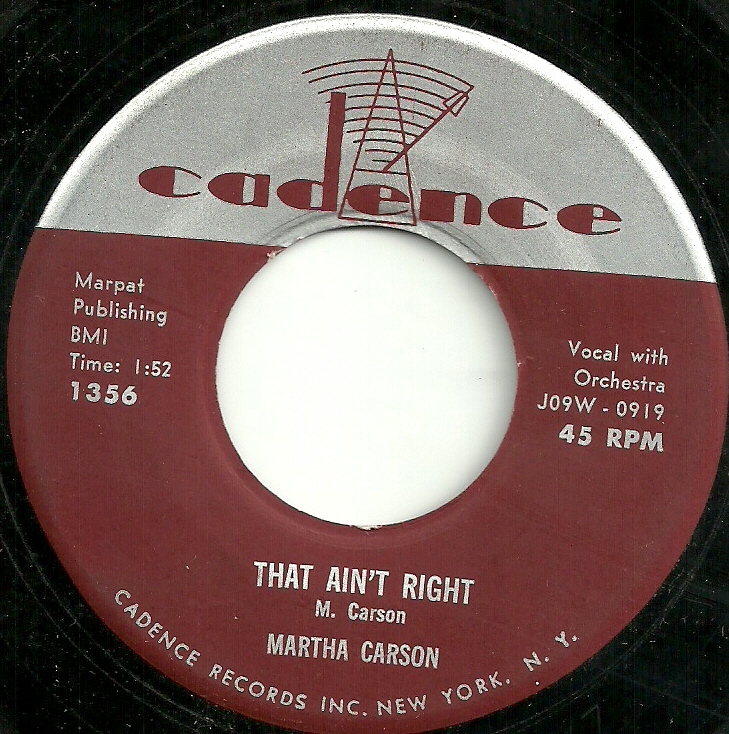 cadence
Marpat
Publishing
BMI
Time: 1:52
1356
Vocal with
Orchestra
J09W - 0919
45 RPM
THAT AIN'T RIGHT
M. Carson
MARTHA CARSON
CADENCE RECORDS INC. NEW YORK, N. Y.